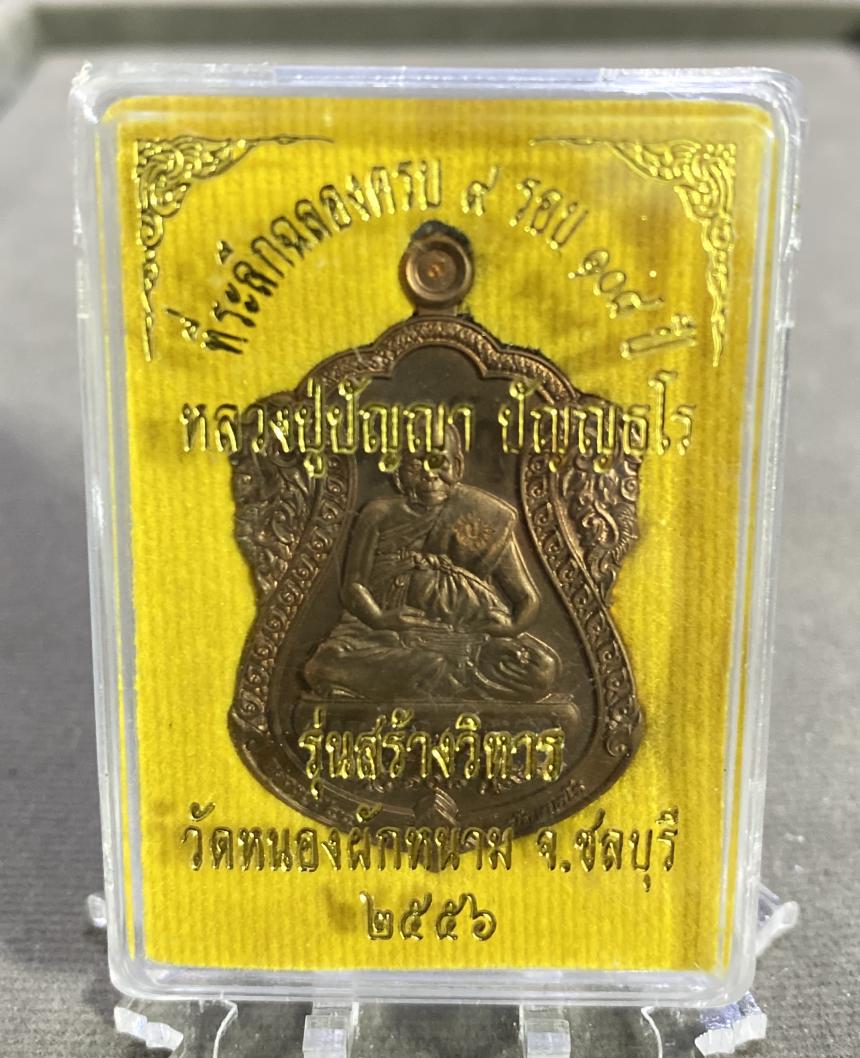 ที่ระลึกฉลองครบ ๙ รอบ ๑๐๘ ปี
หลวงปู่ปัญญา ปัญญธโร
รุ่นสร้างวิหาร
วัดหนองผักหนาม จ.ชลบุรี
๒๕๕๖